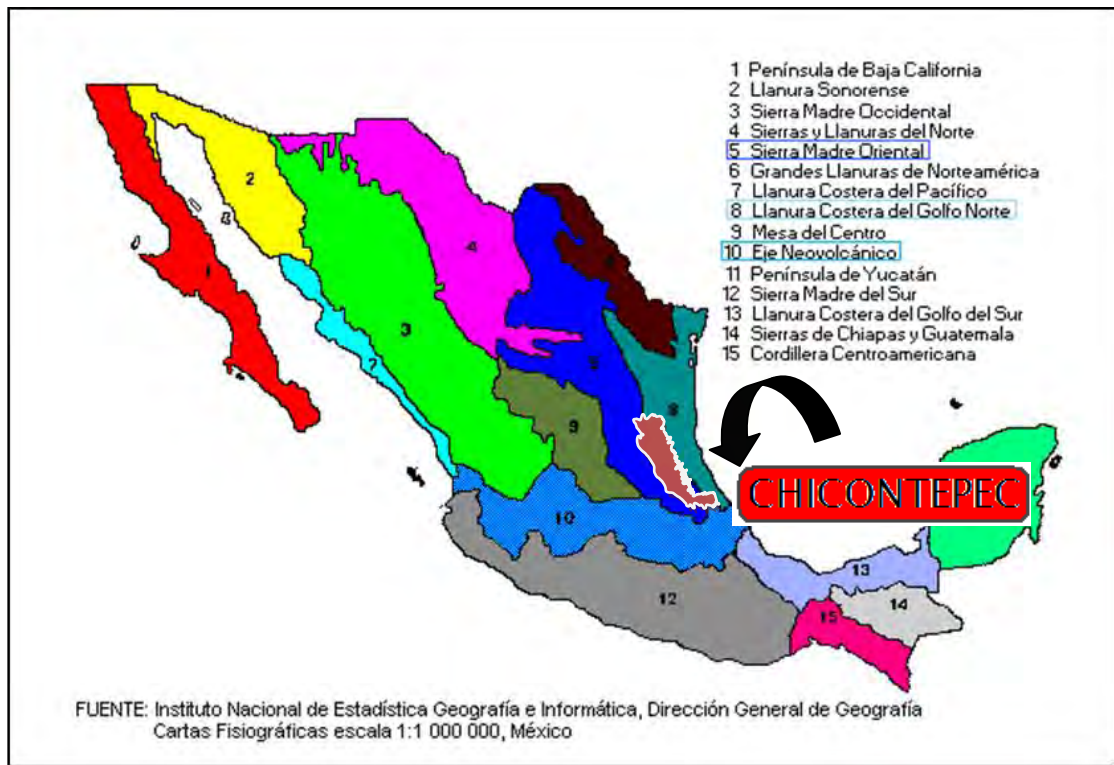 1 Península de Baja California
2 Llanura Sonorense
3 Sierra Madre Occidental
4 Sierras y Llanuras del Norte
5 Sierra Madre Oriental
6 Grandes Llanuras de Norteamérica
7 Llanura Costera del Pacífico
8 Llanura Costera del Golfo Norte
9 Mesa del Centro
10 Eje Neovolcánico
11 Península de Yucatán
12 Sierra Madre del Sur
13 Llanura Costera del Golfo del Sur
14 Sierras de Chiapas y Guatemala
15 Cordillera Centroamericana
2
1
4
3
7
8
9
CHICONTEPEC
10
13
12
14
15
FUENTE: Instituto Nacional de Estadística Geografía e Informática, Dirección General de Geografía
Cartas Fisiográficas escala 1:1 000 000, México